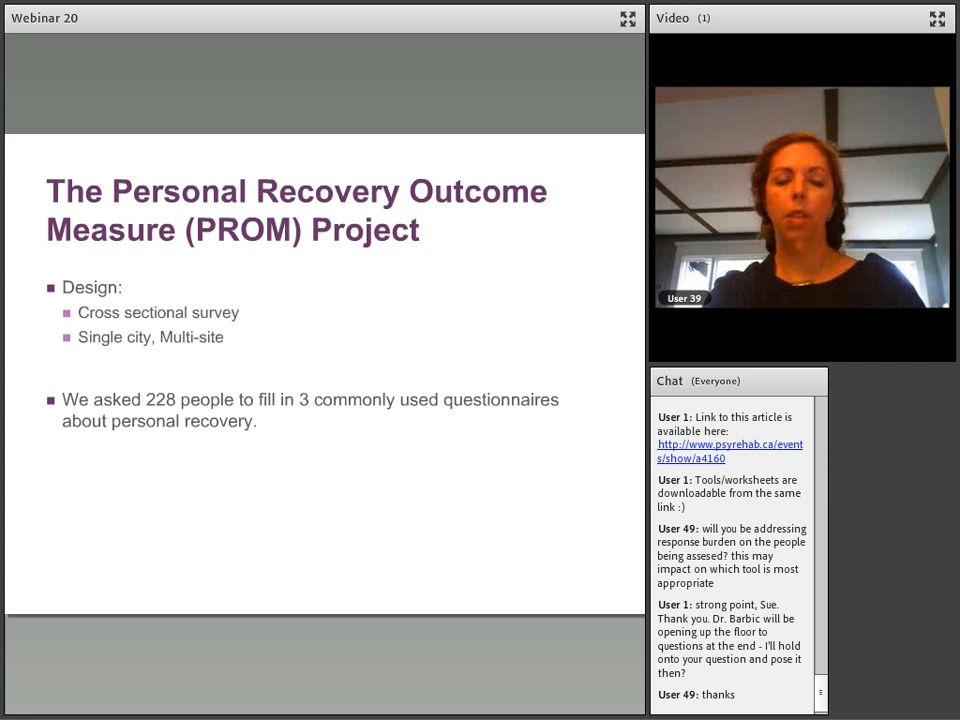 Webinar 20
The Personal Recovery Outcome
Measure (PROM) Project
Design:
Cross sectional survey
Single city, Multi-site
We asked 228 people to fill in 3 commonly used questionnaires
about personal recovery.
Video (1)
User 39
Chat (Everyone)
User 1: Link to this article is
available here:
http://www.psyrehab.ca/event
s/show/a4160
User 1: Tools/worksheets are
downloadable from the same
link :)
User 49: will you be addressing
response burden on the people
being assesed? this may
impact on which tool is most
appropriate
User 1: strong point, Sue.
Thank you. Dr. Barbic will be
opening up the floor to
questions at the end - I'll hold
onto your question and pose it
then?
User 49: thanks